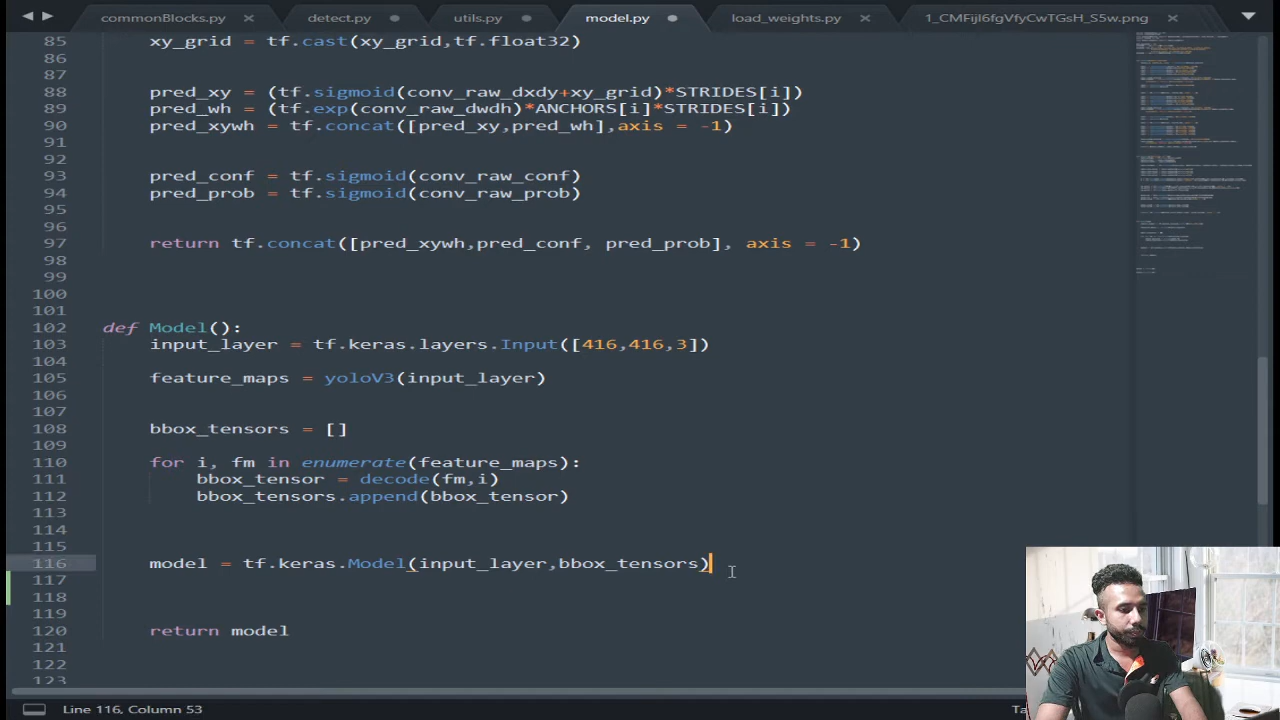 commonBlocks.py
detect.py
utils.py
model.py
load_weights.py
1_CMFijI6fgVfyCwTGsH_S5w.png
85 xy_grid = tf.cast(xy_grid,tf.float32)
86
87
88 pred_xy = (tf.sigmoid(conv_raw_dxdy+xy_grid)*STRIDES[i])
89 pred_wh = (tf.exp(conv_raw_dwdh)*ANCHORS[i]*STRIDES[i])
90 pred_xywh = tf.concat([pred_xy,pred_wh],axis = -1)
91
92
93 pred_conf = tf.sigmoid(conv_raw_conf)
94 pred_prob = tf.sigmoid(conv_raw_prob)
95
96
97 return tf.concat([pred_xywh,pred_conf, pred_prob], axis = -1)
98
99
100
101
102 def Model():
103 input_layer = tf.keras.layers.Input([416,416,3])
104
105 feature_maps = yoloV3(input_layer)
106
107
108 bbox_tensors = []
109
110 for i, fm in enumerate(feature_maps):
111 bbox_tensor = decode(fm,i)
112 bbox_tensors.append(bbox_tensor)
113
114
115
116 model = tf.keras.Model(input_layer,bbox_tensors)
117
118
119
120 return model
121
122
123
Line 116, Column 53